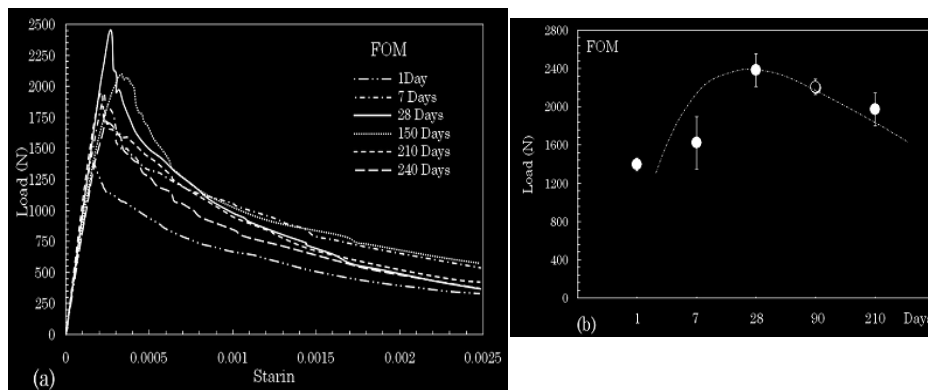 2500
2250
2000
1750
1500
1250
1000
750
500
250
0
Load (N)
FOM
1Day
7 Days
28 Days
150 Days
210 Days
240 Days
0 0.0005 0.001 0.0015 0.002 0.0025
(a) Starin
2800
2400
2000
1600
1200
800
400
0
Load (N)
FOM
(b)
1 7 28 90 210 Days